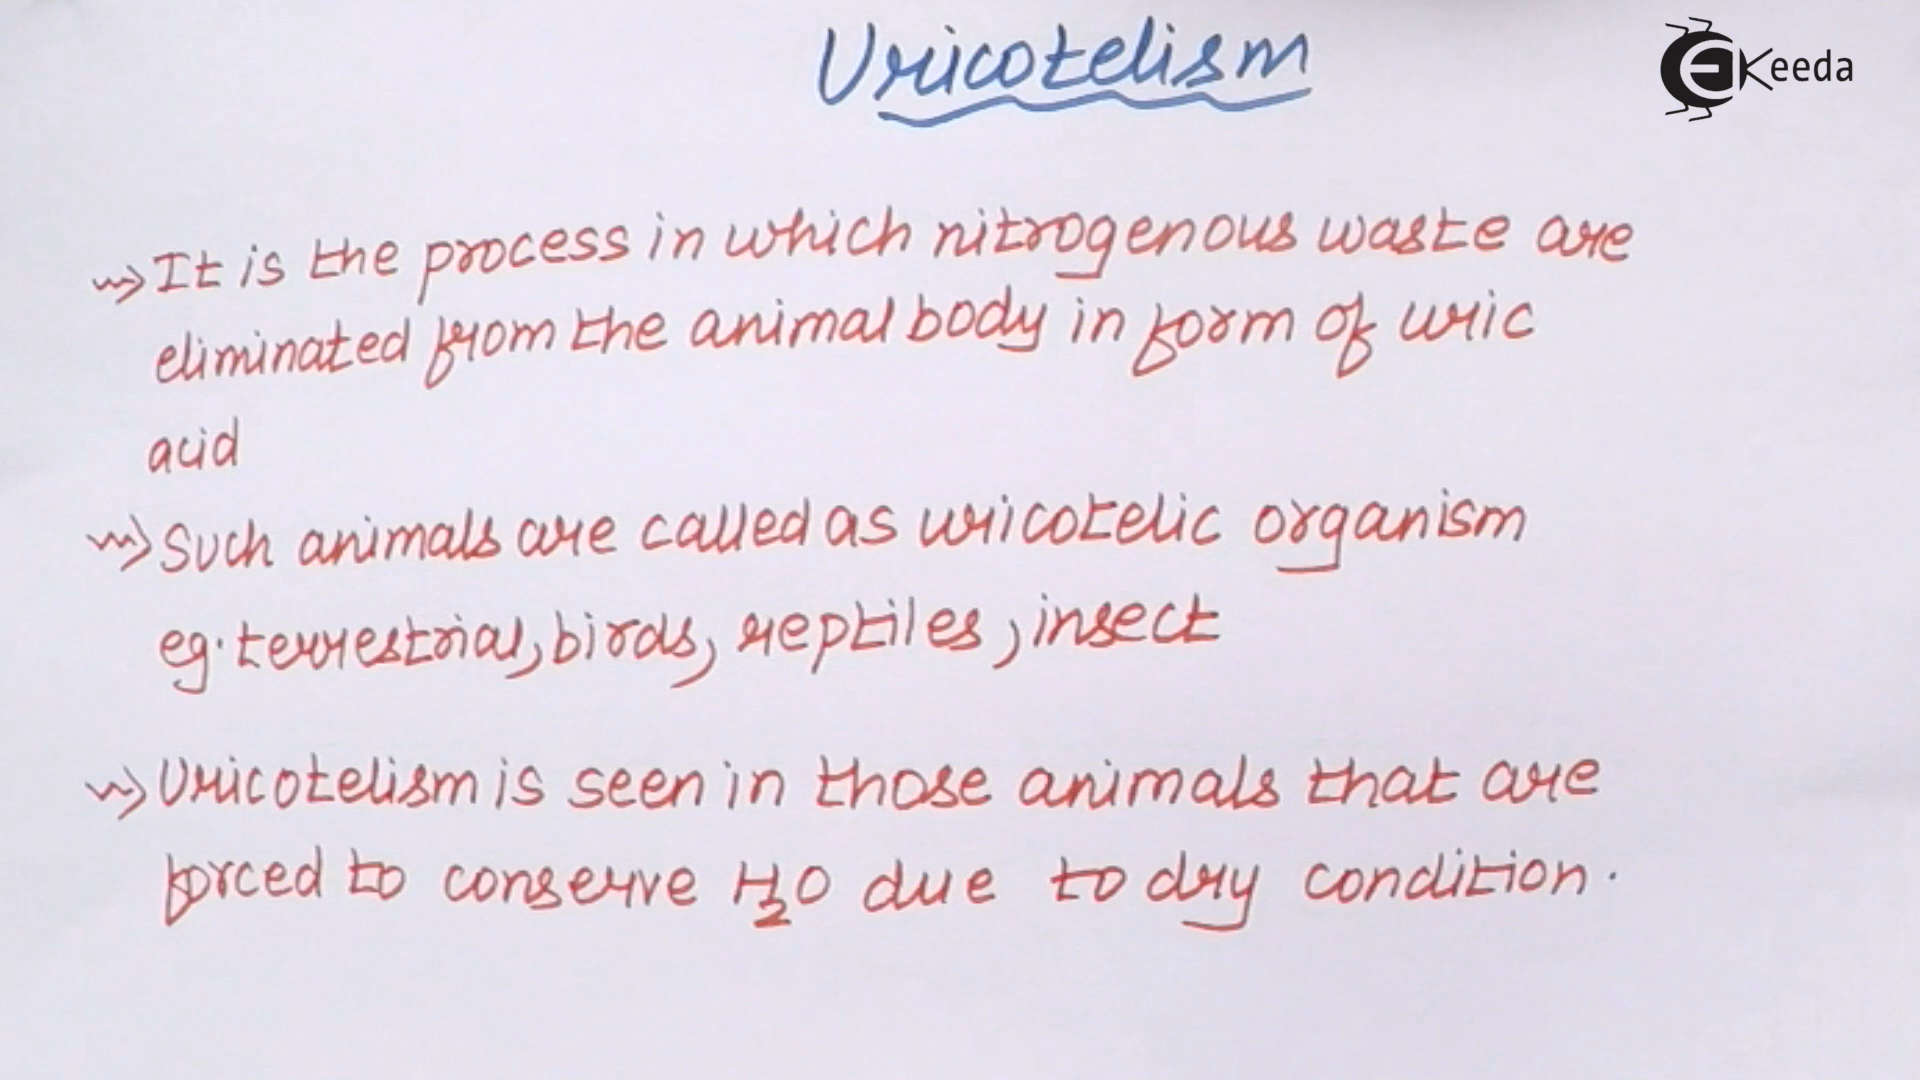 Uricotelism
EKeeda
It is the process in which nitrogenous waste are
eliminated from the animal body in form of uric
acid
Such animals are called as uricotelic organism
eg. terrestrial, birds, reptiles, insect
Uricotelism is seen in those animals that are
forced to conserve H2O due to dry condition.